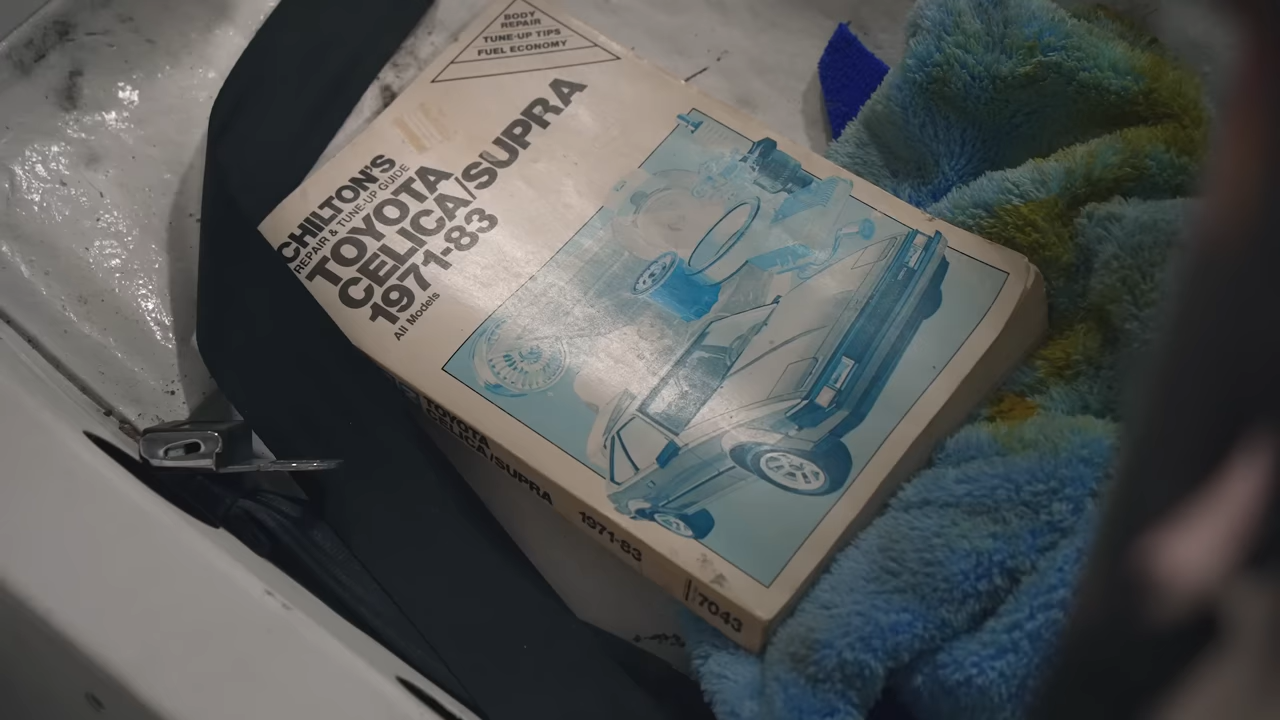 BODY
REPAIR
TUNE-UP TIPS
FUEL ECONOMY
CHILTON'S
REPAIR & TUNE-UP GUIDE
TOYOTA
CELICA/SUPRA
1971-83
All Models
TOYOTA
CELICA/SUPRA
1971-83
7043